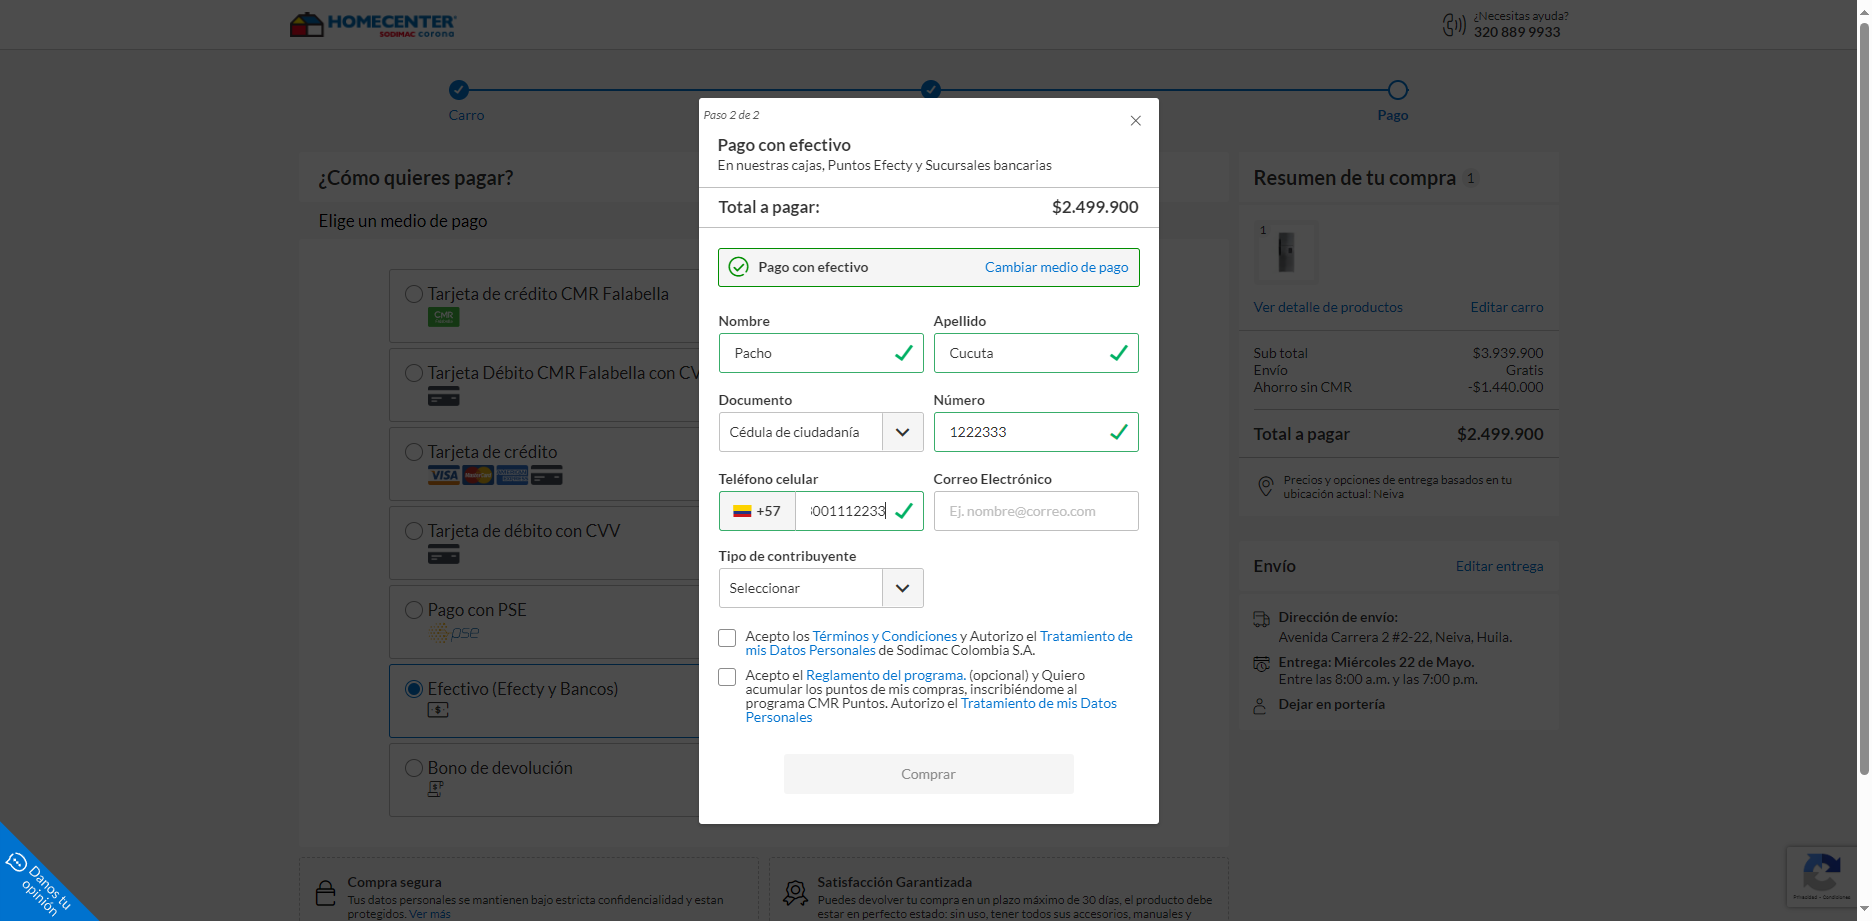 HOMECENTER
SODIMAC corona
¿Necesitas ayuda?
320 889 9933
Carro
Pago
¿Cómo quieres pagar?
Elige un medio de pago
Tarjeta de crédito CMR Falabella
CMR
Tarjeta Débito CMR Falabella con CV
Tarjeta de crédito
VISA
Tarjeta de débito con CVV
Pago con PSE
pse
Efectivo (Efecty y Bancos)
Bono de devolución
Paso 2 de 2
Pago con efectivo
En nuestras cajas, Puntos Efecty y Sucursales bancarias
Total a pagar: $2.499.900
Pago con efectivo Cambiar medio de pago
Nombre Apellido
Pacho Cucuta
Documento Número
Cédula de ciudadanía 1222333
Teléfono celular Correo Electrónico
+57 3001112233 Ej. nombre@correo.com
Tipo de contribuyente
Seleccionar
Acepto los Términos y Condiciones y Autorizo el Tratamiento de
mis Datos Personales de Sodimac Colombia S.A.
Acepto el Reglamento del programa. (opcional) y Quiero
acumular los puntos de mis compras, inscribiéndome al
programa CMR Puntos. Autorizo el Tratamiento de mis Datos
Personales
Comprar
Resumen de tu compra 1
1
Ver detalle de productos Editar carro
Sub total $3.939.900
Envío Gratis
Ahorro sin CMR -$1.440.000
Total a pagar $2.499.900
Precios y opciones de entrega basados en tu
ubicación actual: Neiva
Envío Editar entrega
Dirección de envío:
Avenida Carrera 2 #2-22, Neiva, Huila.
Entrega: Miércoles 22 de Mayo.
Entre las 8:00 a.m. y las 7:00 p.m.
Dejar en portería
Compra segura
Tus datos personales se mantienen bajo estricta confidencialidad y estan
protegidos. Ver más
Satisfacción Garantizada
Puedes devolver tu compra en un plazo máximo de 30 días, el producto debe
estar en perfecto estado: sin uso, tener todos sus accesorios, manuales y
Danos tu
opinión
Privacidad - Condiciones